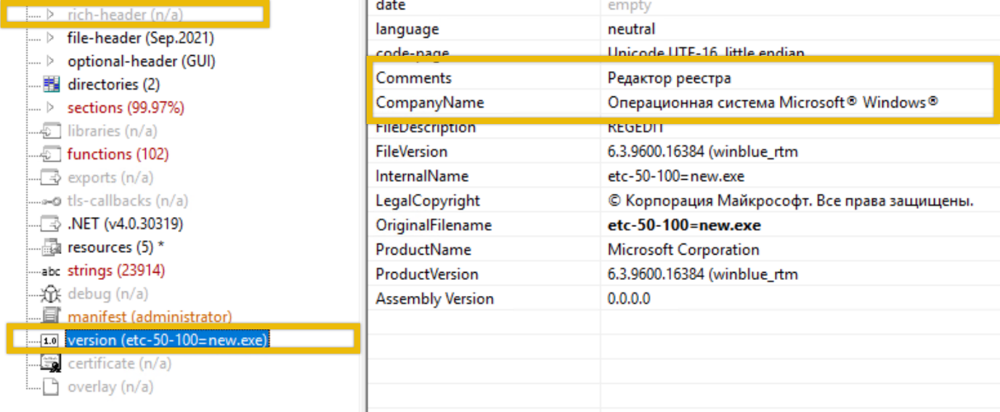 rich-header (n/a)
file-header (Sep.2021)
optional-header (GUI)
directories (2)
sections (99.97%)
libraries (n/a)
functions (102)
exports (n/a)
tls-callbacks (n/a)
.NET (v4.0.30319)
resources (5) *
abc strings (23914)
debug (n/a)
manifest (administrator)
1.0 version (etc-50-100=new.exe)
certificate (n/a)
overlay (n/a)
date empty
language neutral
code-page Unicode UTF-16, little endian
Comments Редактор реестра
CompanyName Операционная система Microsoft® Windows®
FileDescription REGEDIT
FileVersion 6.3.9600.16384 (winblue_rtm
InternalName etc-50-100=new.exe
LegalCopyright © Корпорация Майкрософт. Все права защищены.
OriginalFilename etc-50-100=new.exe
ProductName Microsoft Corporation
ProductVersion 6.3.9600.16384 (winblue_rtm
Assembly Version 0.0.0.0